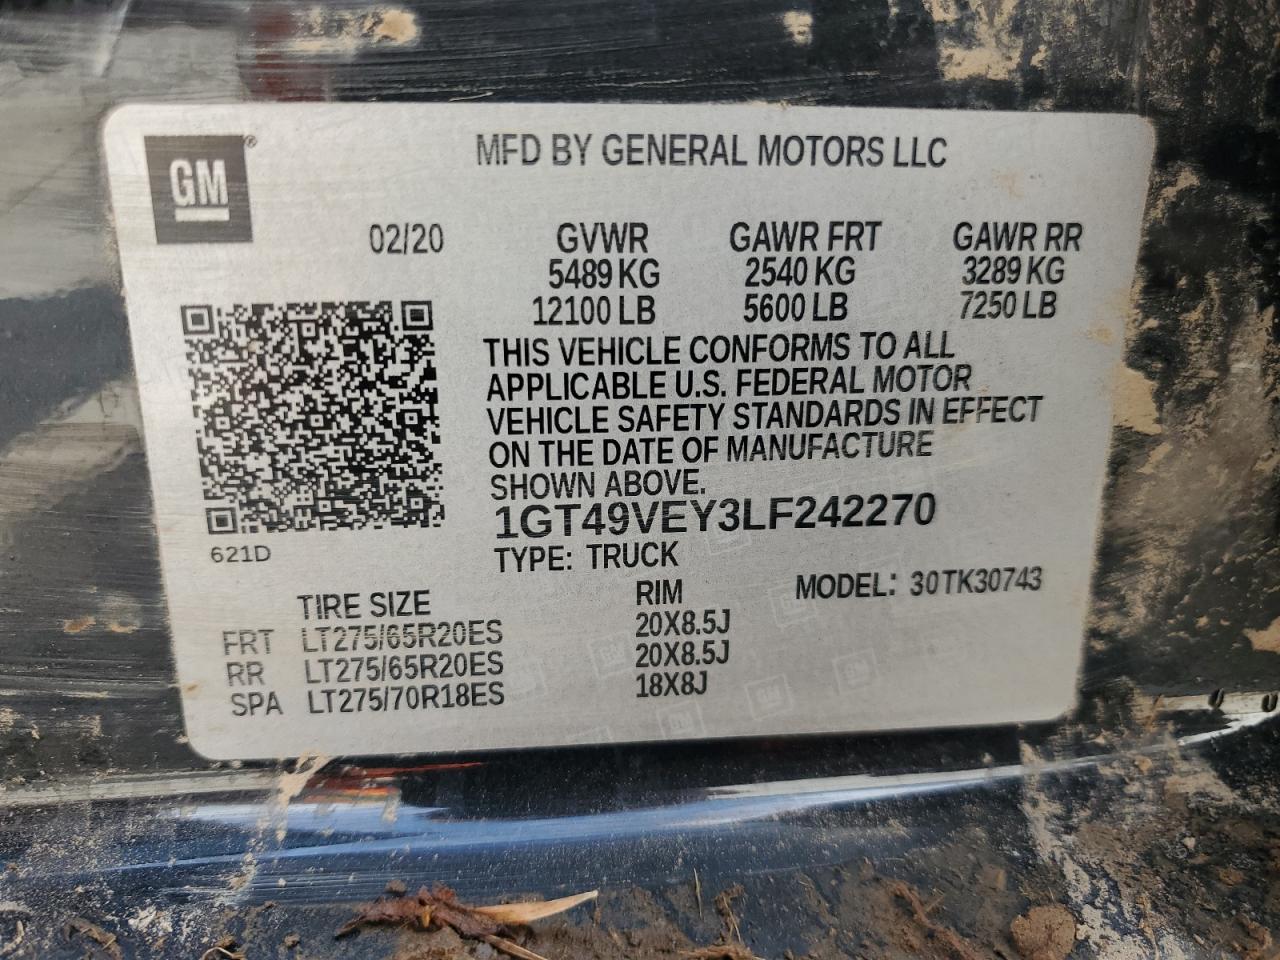 GM®
MFD BY GENERAL MOTORS LLC
02/20
GVWR GAWR FRT GAWR RR
5489 KG 2540 KG 3289 KG
12100 LB 5600 LB 7250 LB
THIS VEHICLE CONFORMS TO ALL
APPLICABLE U.S. FEDERAL MOTOR
VEHICLE SAFETY STANDARDS IN EFFECT
ON THE DATE OF MANUFACTURE
SHOWN ABOVE.
1GT49VEY3LF242270
621D
TYPE: TRUCK
MODEL: 30TK30743
TIRE SIZE RIM
FRT LT275/65R20ES 20X8.5J
RR LT275/65R20ES 20X8.5J
SPA LT275/70R18ES 18X8J